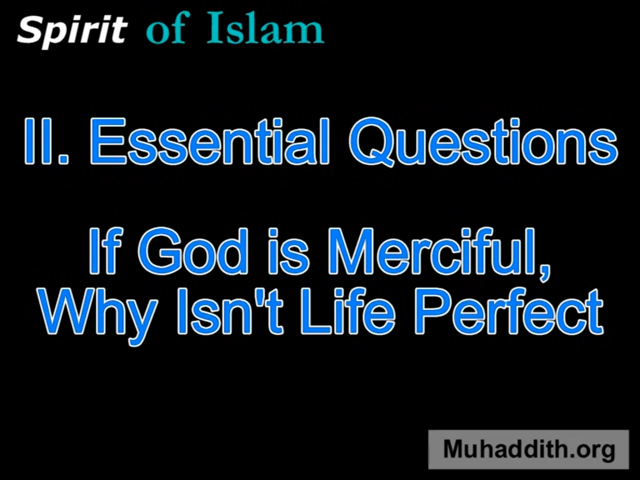 Spirit of Islam
II. Essential Questions
If God is Merciful,
Why Isn't Life Perfect
Muhaddith.org